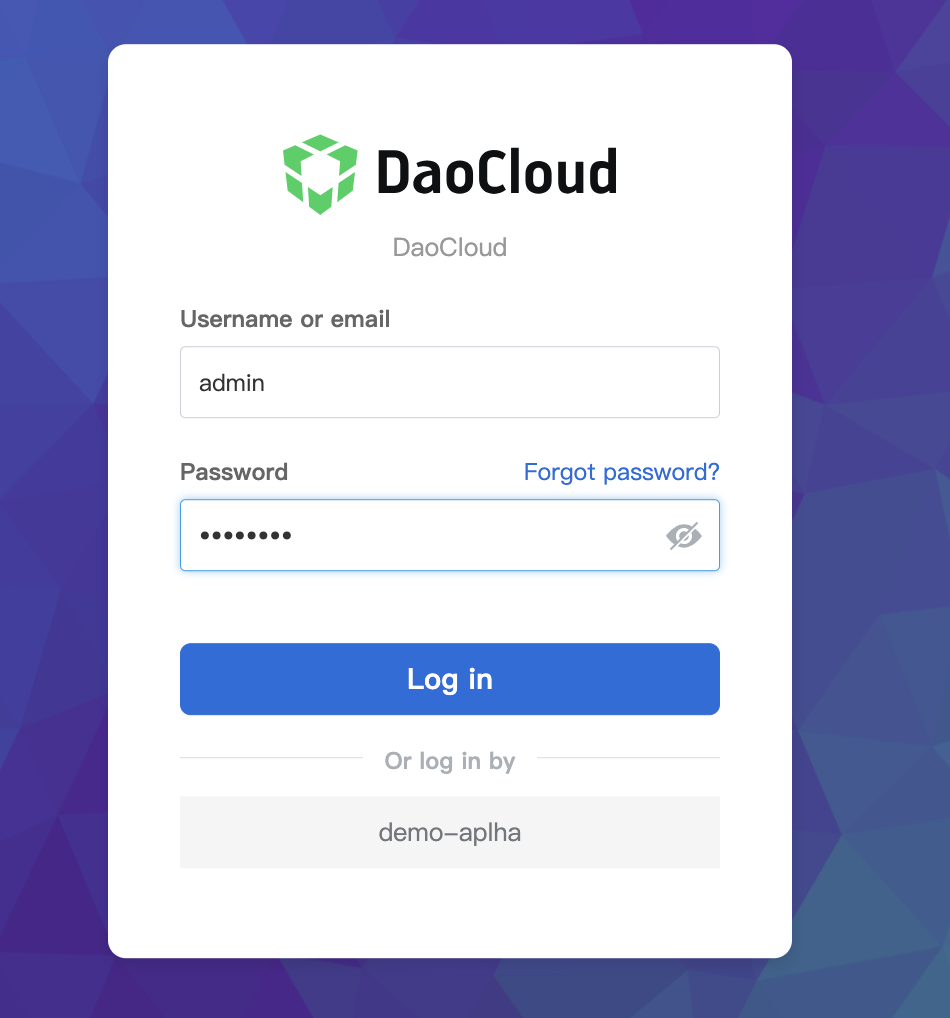 DaoCloud
DaoCloud
Username or email
admin
Password Forgot password?
••••••••
Log in
Or log in by
demo–aplha